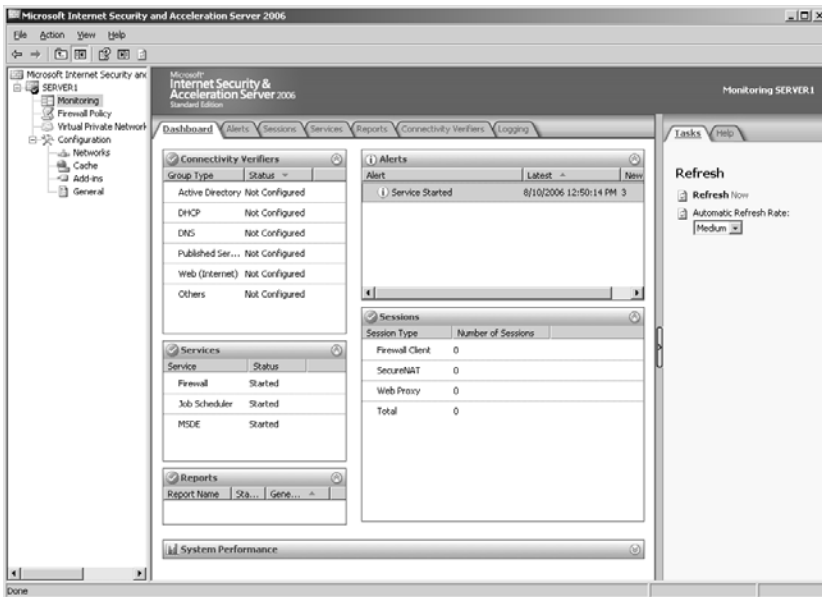 Microsoft Internet Security and Acceleration Server 2006
File Action View Help
Microsoft Internet Security and
SERVER1
Monitoring
Firewall Policy
Virtual Private Network
Configuration
Networks
Cache
Add-ins
General
Microsoft
Internet Security &
Acceleration Server 2006
Standard Edition
Monitoring SERVER1
Dashboard Alerts Sessions Services Reports Connectivity Verifiers Logging
Connectivity Verifiers
Group Type Status
Active Directory Not Configured
DHCP Not Configured
DNS Not Configured
Published Ser... Not Configured
Web (Internet) Not Configured
Others Not Configured
Services
Service Status
Firewall Started
Job Scheduler Started
MSDE Started
Reports
Report Name Sta... Gene...
Alerts
Alert Latest New
Service Started 8/10/2006 12:50:14 PM 3
Sessions
Session Type Number of Sessions
Firewall Client 0
SecureNAT 0
Web Proxy 0
Total 0
System Performance
Tasks Help
Refresh
Refresh Now
Automatic Refresh Rate:
Medium
Done